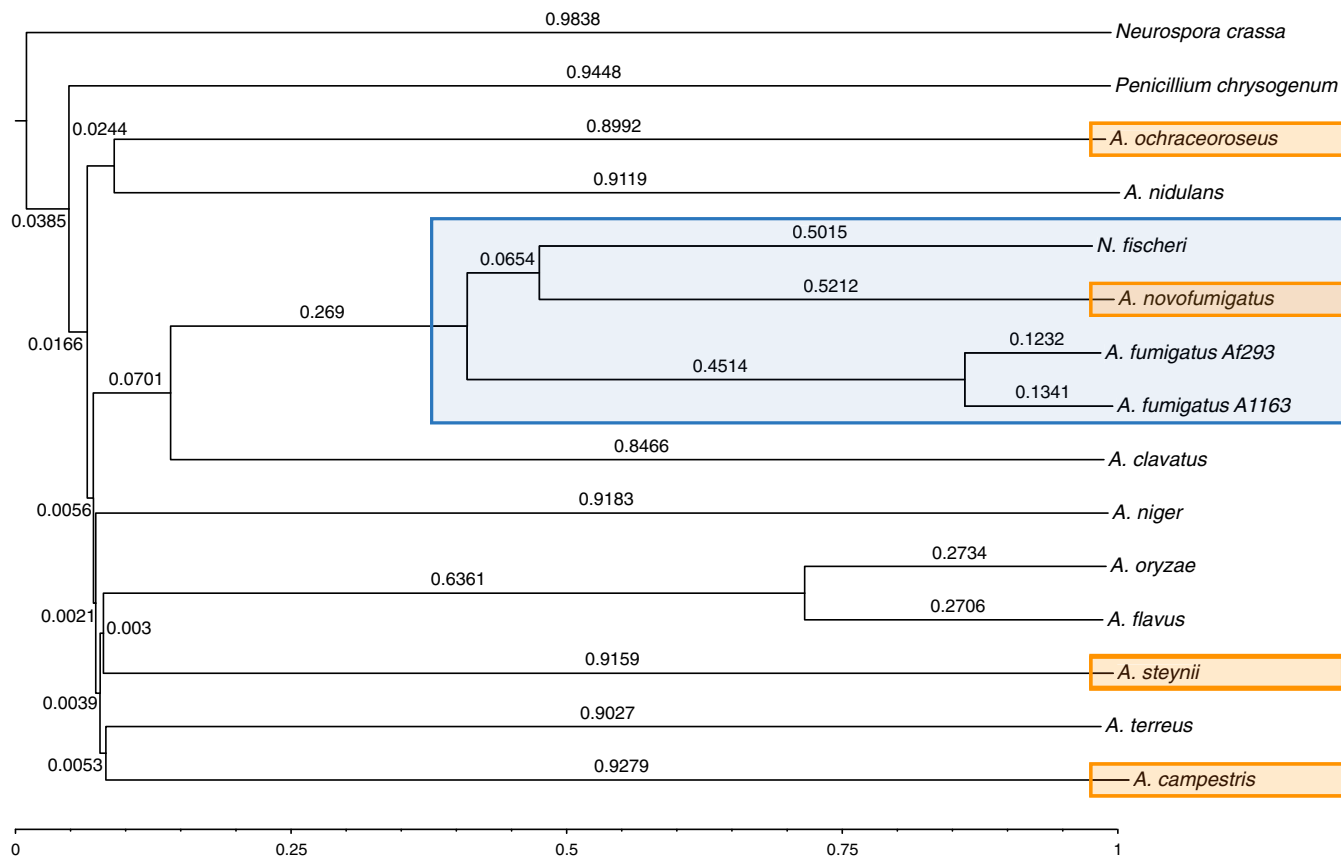 0.9838
Neurospora crassa
0.9448
Penicillium chrysogenum
0.0244
0.8992
A. ochraceoroseus
0.9119
A. nidulans
0.0385
0.5015
N. fischeri
0.0654
0.5212
A. novofumigatus
0.269
0.0166
0.1232
A. fumigatus Af293
0.4514
0.0701
0.1341
A. fumigatus A1163
0.8466
A. clavatus
0.9183
0.0056
A. niger
0.2734
A. oryzae
0.6361
0.2706
A. flavus
0.0021
0.003
0.9159
A. steynii
0.0039
0.9027
A. terreus
0.0053
0.9279
A. campestris
0 0.25 0.5 0.75 1